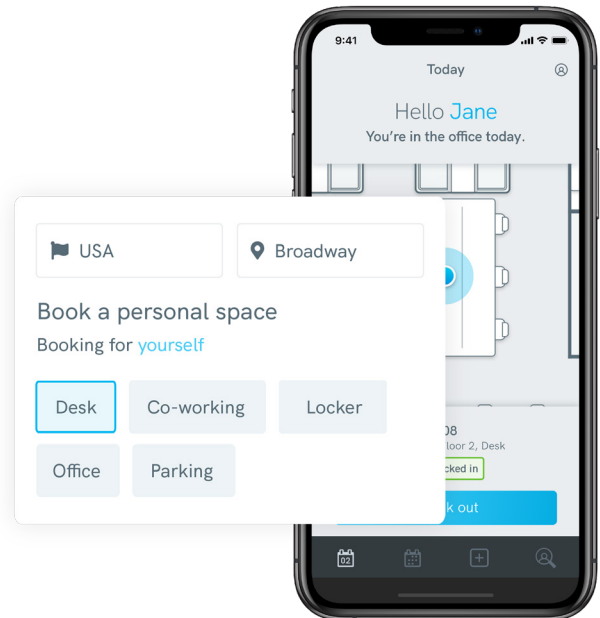 9:41
Today
Hello Jane
You're in the office today.
USA
Broadway
Book a personal space
Booking for yourself
Desk
Co-working
Locker
Office
Parking
08
loor 2, Desk
cked in
k out
02